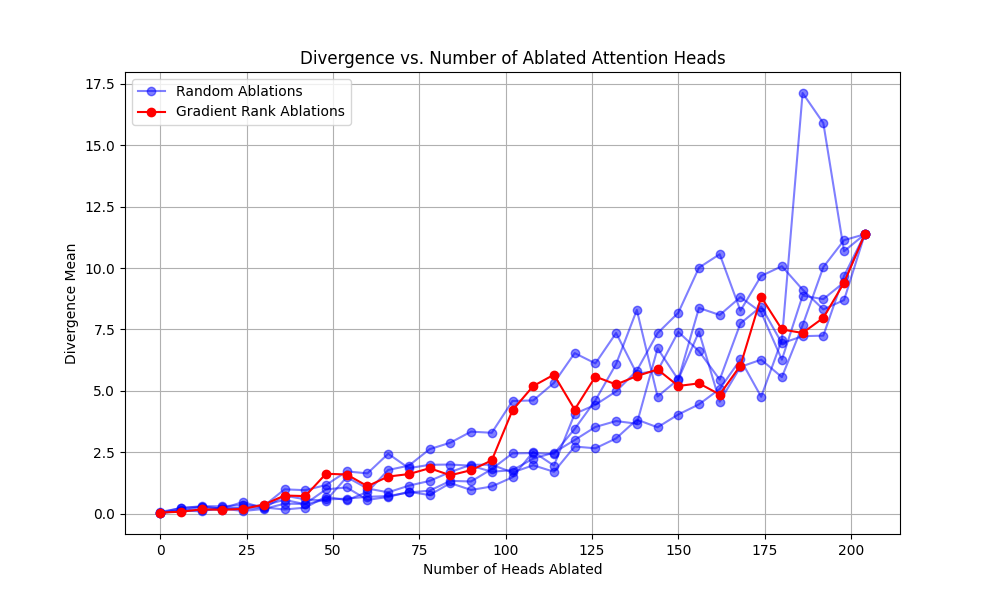 Divergence vs. Number of Ablated Attention Heads
Random Ablations
Gradient Rank Ablations
17.5
15.0
12.5
10.0
7.5
5.0
2.5
0.0
Divergence Mean
0 25 50 75 100 125 150 175 200
Number of Heads Ablated